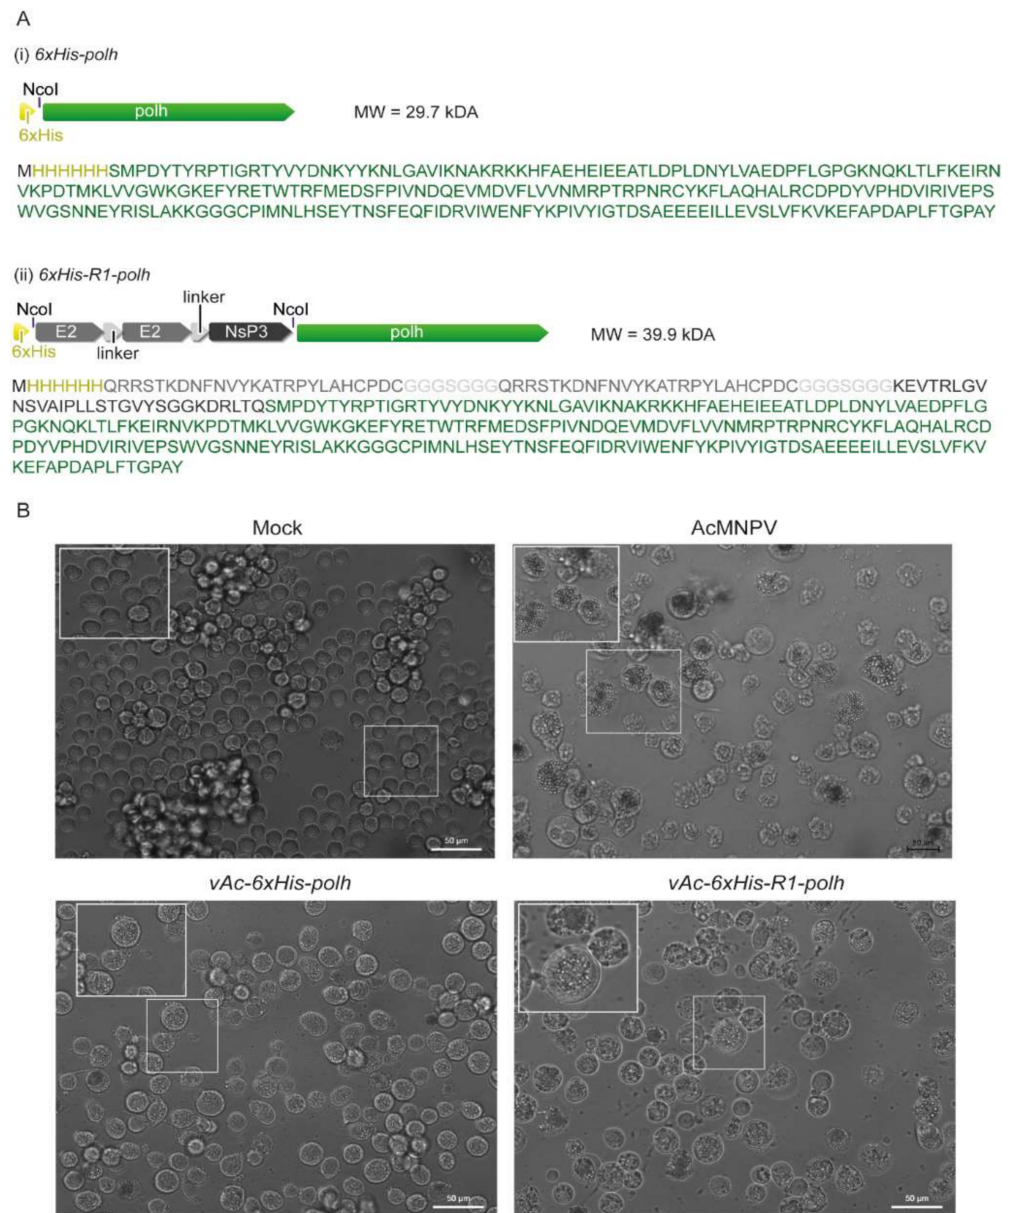 A
(i) 6xHis-polh
NcoI
polh
MW = 29.7 kDA
6xHis
MHHHHHHSMPDYTYRPTIGRTYVYDNKYYKNLGAVIKNAKRKKHFAEHEIEEATLDPLDNYLVAEDPFLGPGKNQKLTLFKEIRN
VKPDTMKLVVGWKGKEFYRETWTRFMEDSFPIVNDQEVMDVFLVVNMRPTRPNRCYKFLAQHALRCDPDYVPHDVIRIVEPS
WVGSNNEYRISLAKKGGGCPIMNLHSEYTNSFEQFIDRVIWENFYKPIVYIGTDSAEEEEILLEVSLVFKVKEFAPDAPLFTGPAY
(ii) 6xHis-R1-polh
linker
NcoI
NcoI
E2
E2
NsP3
polh
MW = 39.9 kDA
6xHis
linker
MHHHHHHQRRSTKDNFNVYKATRPYLAHCPDCGGGSGGGQRRSTKDNFNVYKATRPYLAHCPDCGGGSGGGKEVTRLGV
NSVAIPLLSTGVYSGGKDRLTQSMPDYTYRPTIGRTYVYDNKYYKNLGAVIKNAKRKKHFAEHEIEEATLDPLDNYLVAEDPFLG
PGKNQKLTLFKEIRNVKPDTMKLVVGWKGKEFYRETWTRFMEDSFPIVNDQEVMDVFLVVNMRPTRPNRCYKFLAQHALRCD
PDYVPHDVIRIVEPSWVGSNNEYRISLAKKGGGCPIMNLHSEYTNSFEQFIDRVIWENFYKPIVYIGTDSAEEEEILLEVSLVFKV
KEFAPDAPLFTGPAY
B
Mock
AcMNPV
50 µm
50 µm
vAc-6xHis-polh
vAc-6xHis-R1-polh
50 µm
50 µm